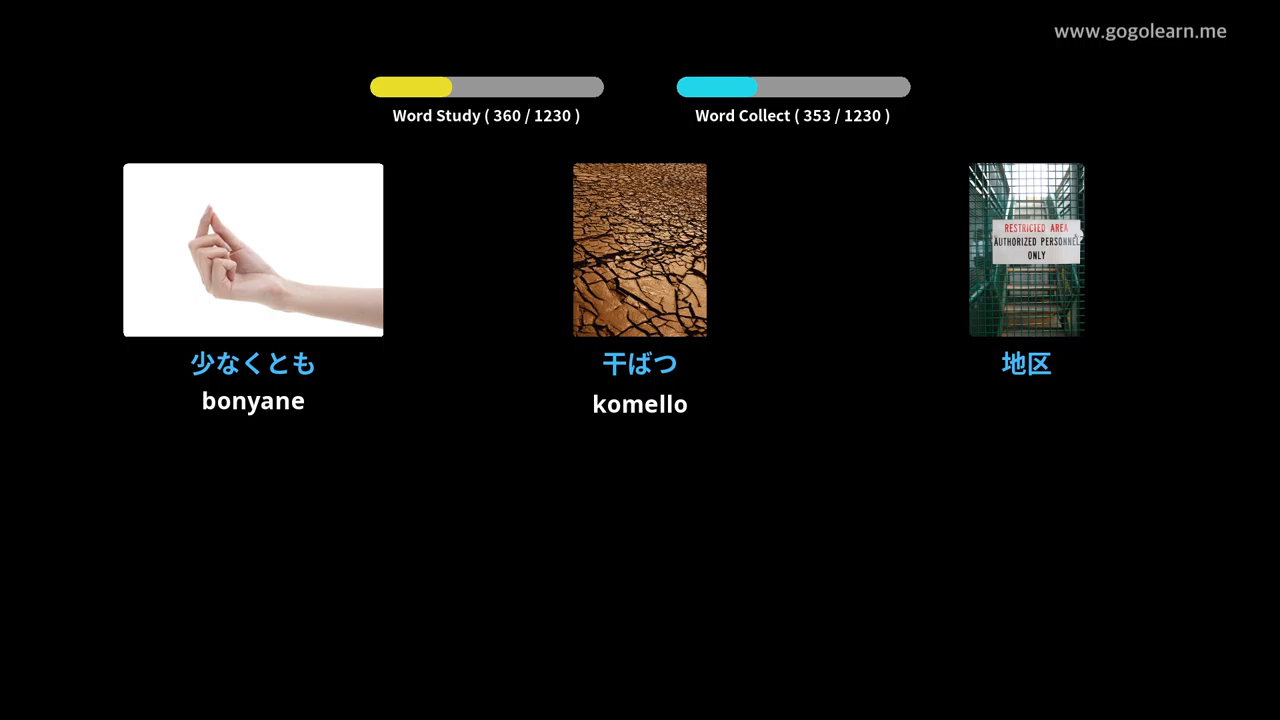 www.gogolearn.me
Word Study ( 360 / 1230 )
Word Collect ( 353 / 1230 )
RESTRICTED AREA
AUTHORIZED PERSONNEL
ONLY
少なくとも
干ばつ
地区
bonyane
komello